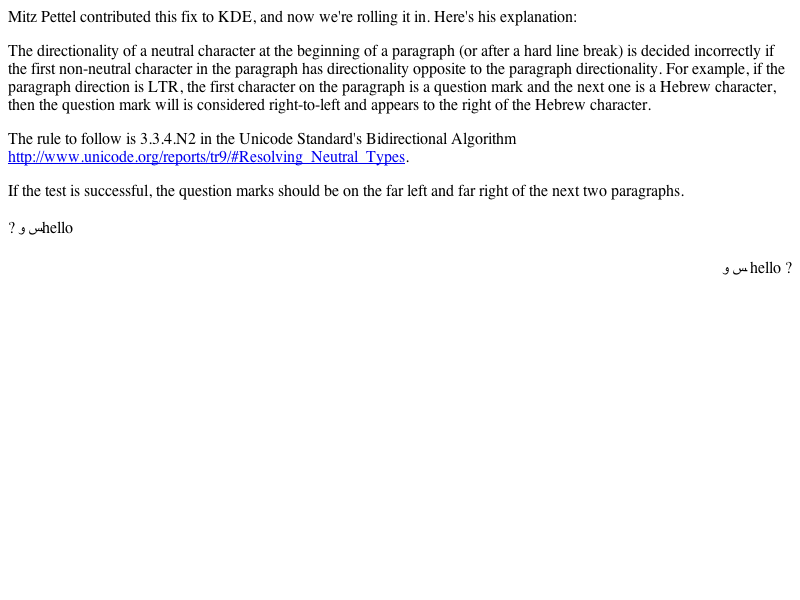 Mitz Pettel contributed this fix to KDE, and now we're rolling it in. Here's his explanation:
The directionality of a neutral character at the beginning of a paragraph (or after a hard line break) is decided incorrectly if
the first non-neutral character in the paragraph has directionality opposite to the paragraph directionality. For example, if the
paragraph direction is LTR, the first character on the paragraph is a question mark and the next one is a Hebrew character,
then the question mark will is considered right-to-left and appears to the right of the Hebrew character.
The rule to follow is 3.3.4.N2 in the Unicode Standard's Bidirectional Algorithm
http://www.unicode.org/reports/tr9/#Resolving_Neutral_Types.
If the test is successful, the question marks should be on the far left and far right of the next two paragraphs.
? س وhello
? hello س و